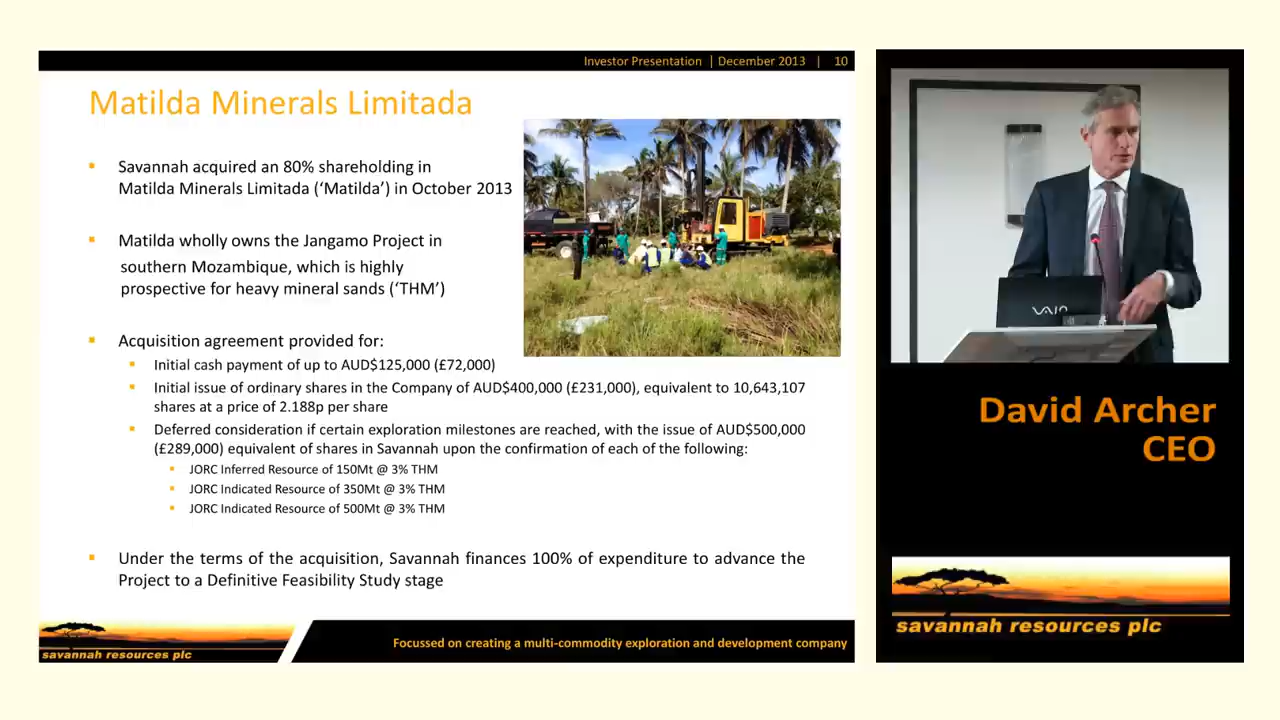 Investor Presentation | December 2013 | 10
Matilda Minerals Limitada
Savannah acquired an 80% shareholding in
Matilda Minerals Limitada (‘Matilda’) in October 2013
Matilda wholly owns the Jangamo Project in
southern Mozambique, which is highly
prospective for heavy mineral sands (‘THM’)
Acquisition agreement provided for:
Initial cash payment of up to AUD$125,000 (£72,000)
Initial issue of ordinary shares in the Company of AUD$400,000 (£231,000), equivalent to 10,643,107
shares at a price of 2.188p per share
Deferred consideration if certain exploration milestones are reached, with the issue of AUD$500,000
(£289,000) equivalent of shares in Savannah upon the confirmation of each of the following:
JORC Inferred Resource of 150Mt @ 3% THM
JORC Indicated Resource of 350Mt @ 3% THM
JORC Indicated Resource of 500Mt @ 3% THM
Under the terms of the acquisition, Savannah finances 100% of expenditure to advance the
Project to a Definitive Feasibility Study stage
savannah resources plc
Focussed on creating a multi-commodity exploration and development company
VAIO
David Archer
CEO
savannah resources plc